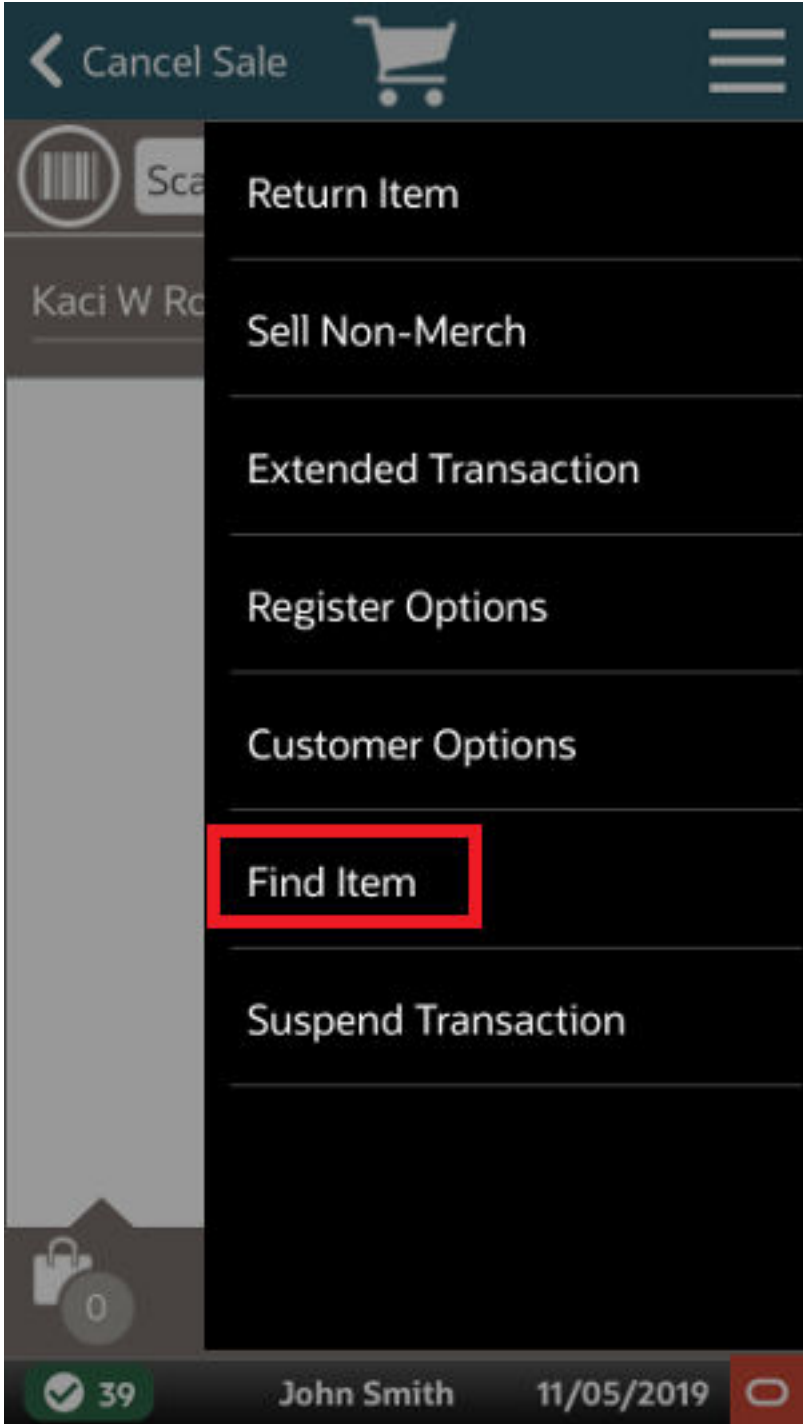 Cancel Sale
Return Item
Sell Non-Merch
Kaci W
Extended Transaction
Register Options
Customer Options
Find Item
Suspend Transaction
0
39 John Smith 11/05/2019